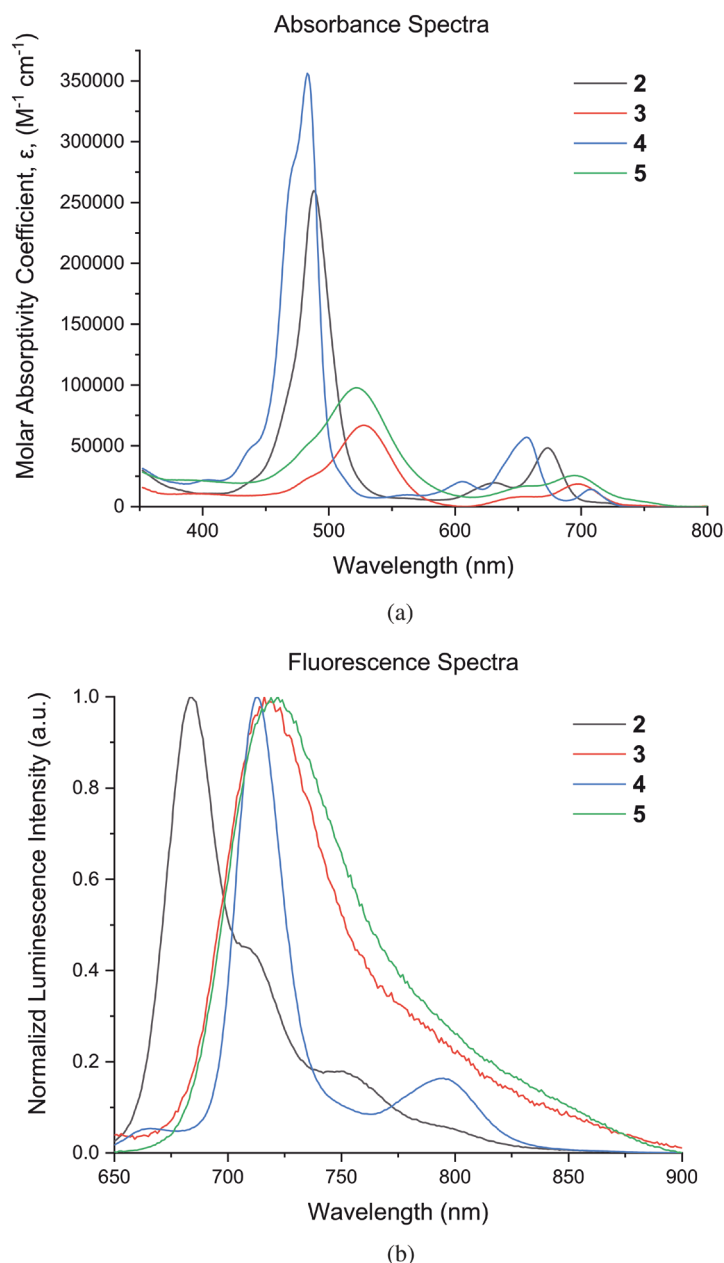 Absorbance Spectra
Molar Absorptivity Coefficient, ε, (M⁻¹ cm⁻¹)
350000
300000
250000
200000
150000
100000
50000
0
2
3
4
5
400 500 600 700 800
Wavelength (nm)
(a)
Fluorescence Spectra
Normalizd Luminescence Intensity (a.u.)
1.0
0.8
0.6
0.4
0.2
0.0
2
3
4
5
650 700 750 800 850 900
Wavelength (nm)
(b)